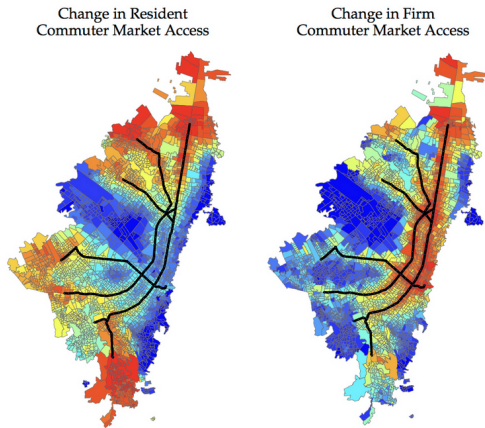 Change in Resident
Commuter Market Access
Change in Firm
Commuter Market Access